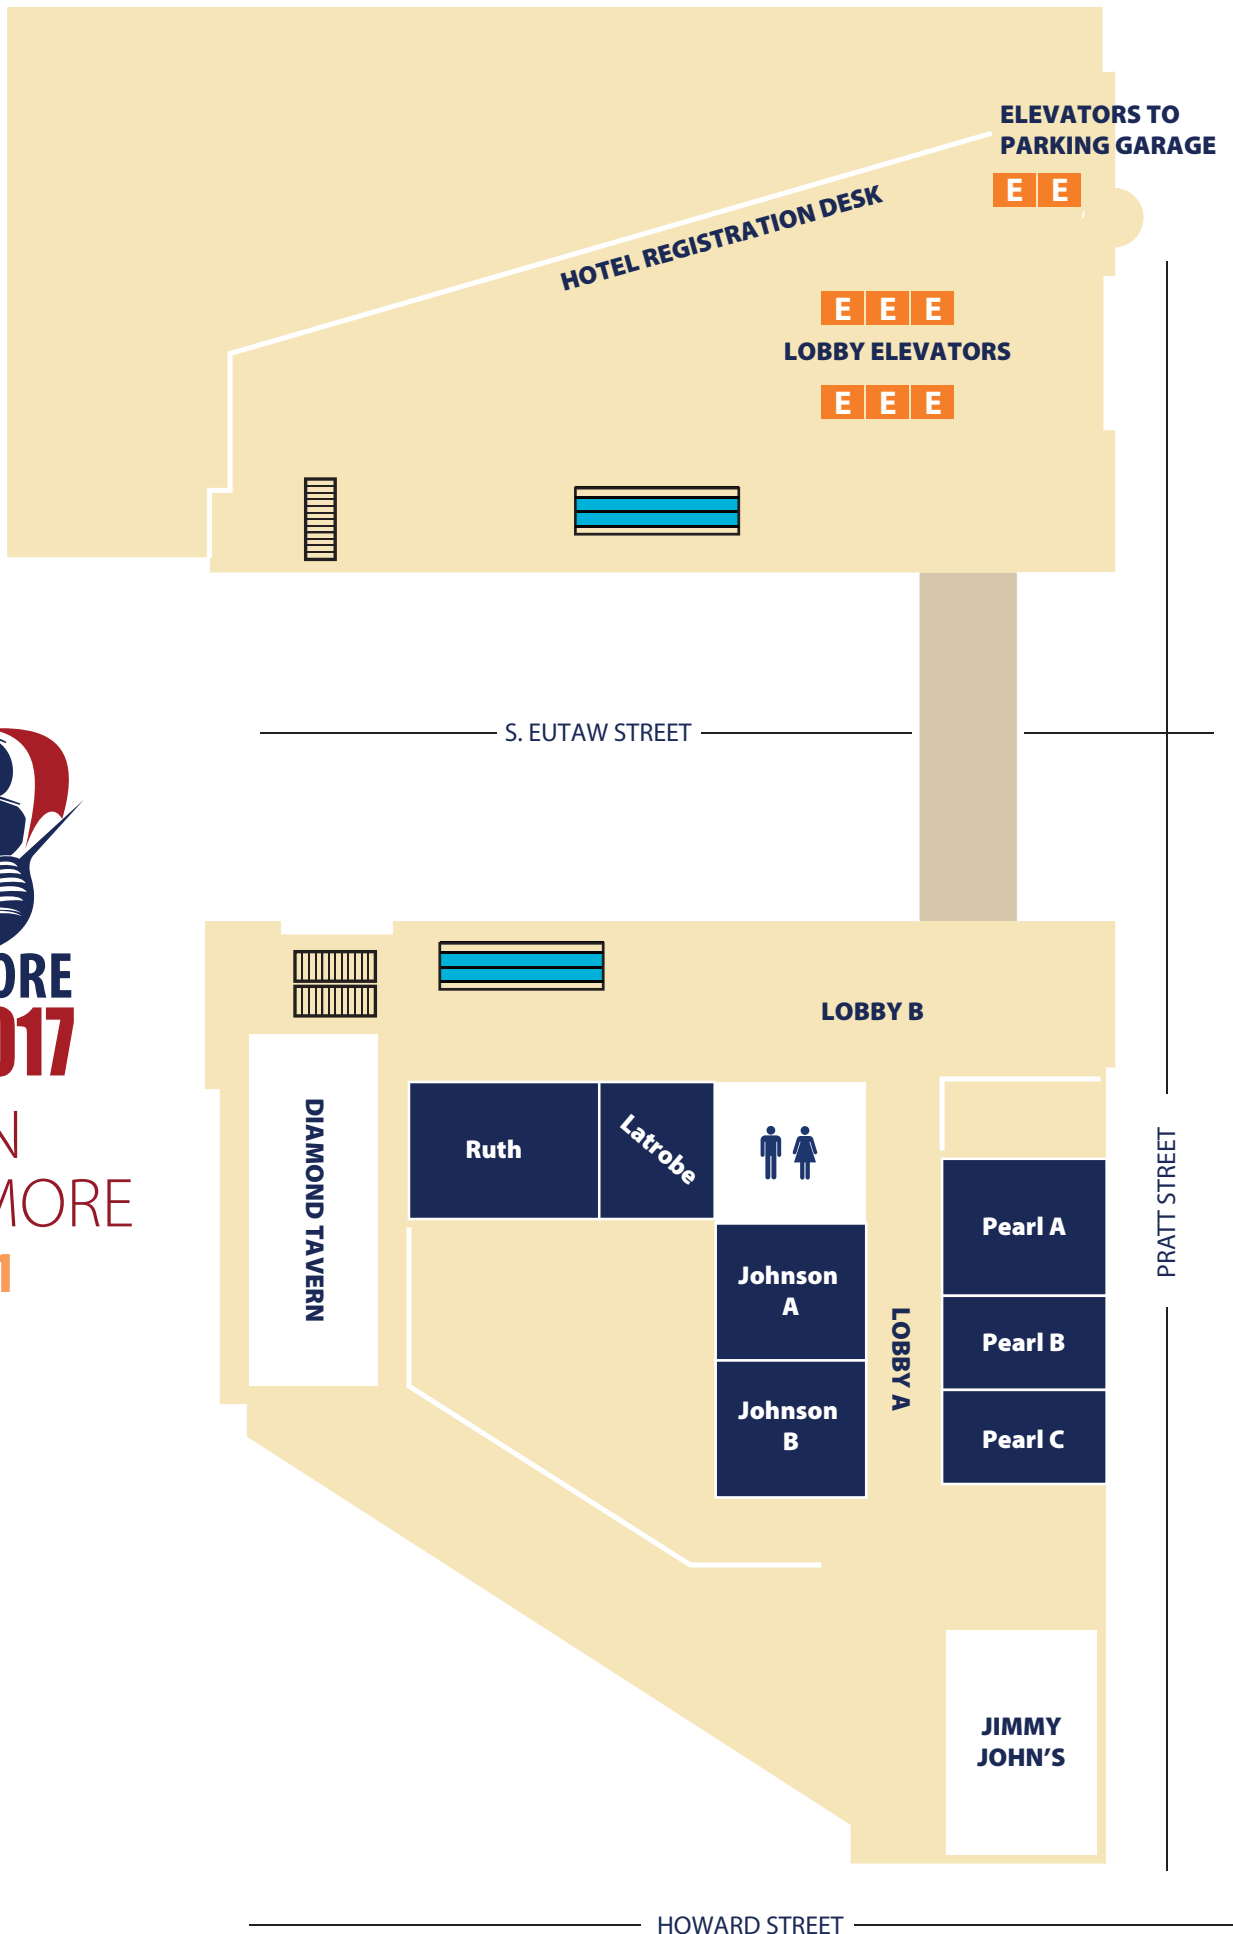 ELEVATORS TO
PARKING GARAGE
E E
HOTEL REGISTRATION DESK
E E E
LOBBY ELEVATORS
E E E
S. EUTAW STREET
ORE
017
N
MORE
1
LOBBY B
DIAMOND TAVERN
Ruth
Latrobe
Johnson
A
Johnson
B
LOBBY A
Pearl A
Pearl B
Pearl C
PRATT STREET
JIMMY
JOHN'S
HOWARD STREET